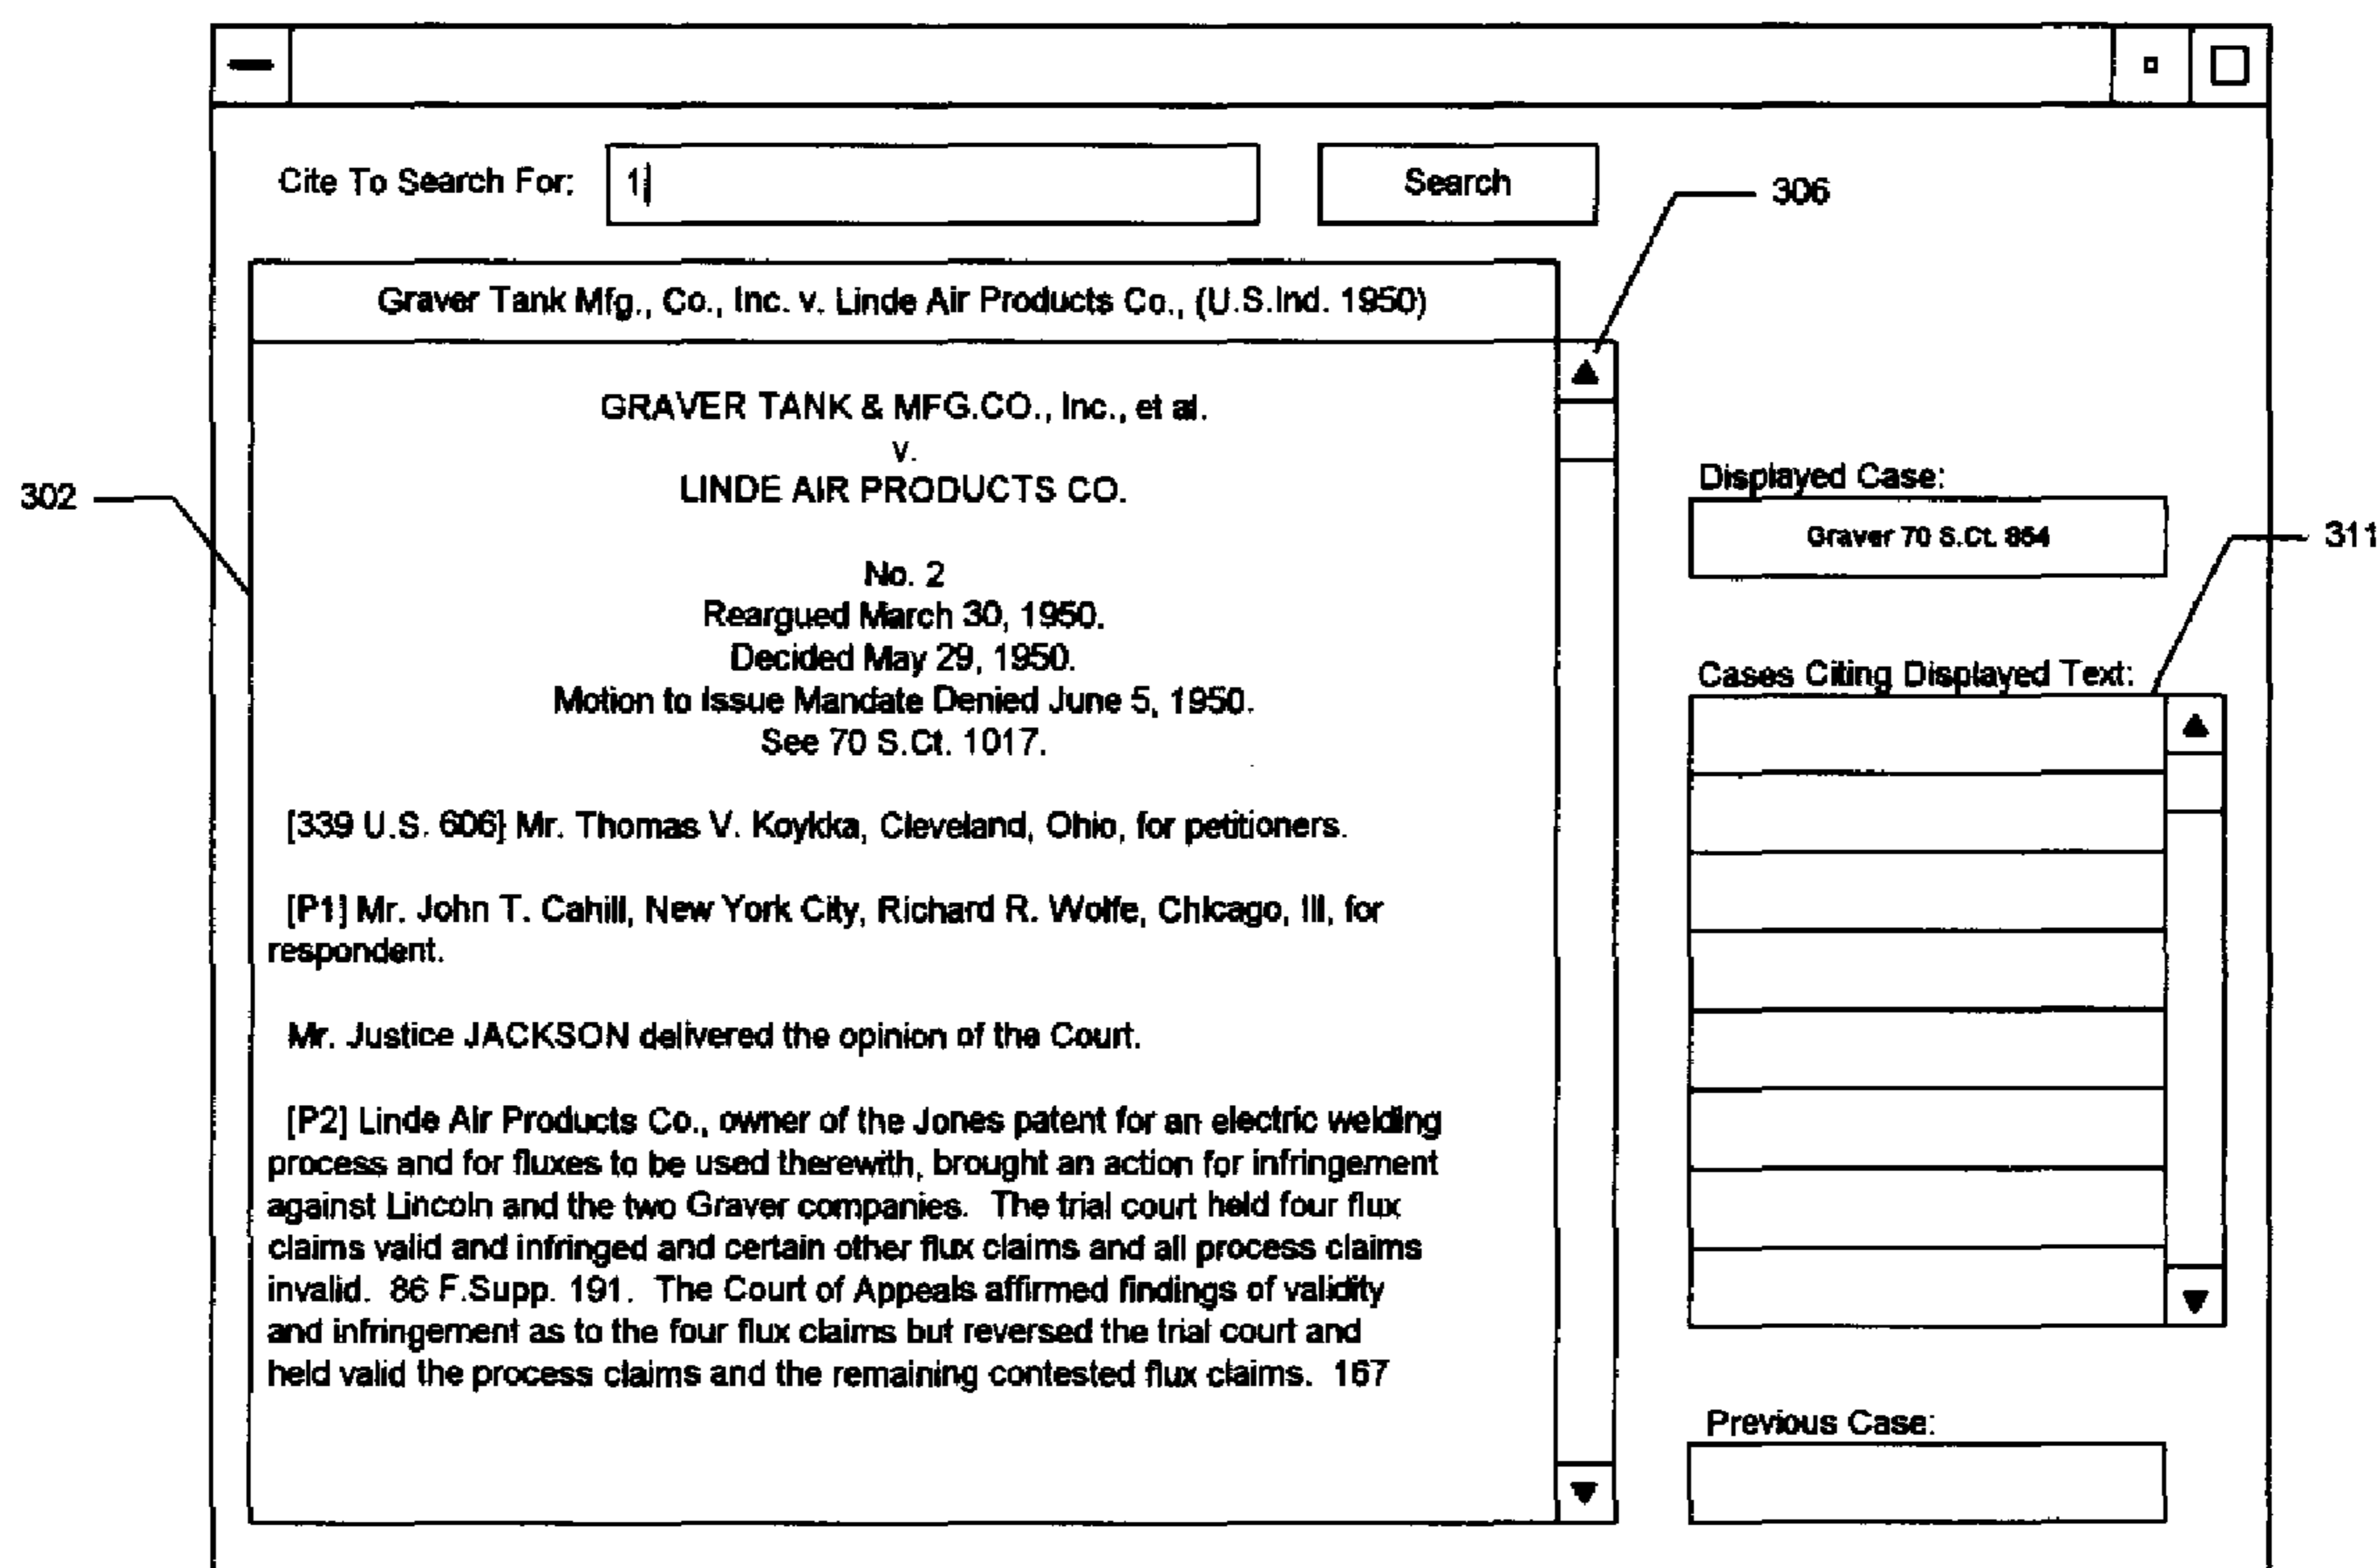 Cite To Search For:
1
Search
306
Graver Tank Mfg., Co., Inc. v. Linde Air Products Co., (U.S.Ind. 1950)
GRAVER TANK & MFG.CO., Inc., et al.
v.
LINDE AIR PRODUCTS CO.
302
No. 2
Reargued March 30, 1950.
Decided May 29, 1950.
Motion to Issue Mandate Denied June 5, 1950.
See 70 S.Ct. 1017.
[339 U.S. 606] Mr. Thomas V. Koykka, Cleveland, Ohio, for petitioners.
[P1] Mr. John T. Cahill, New York City, Richard R. Wolfe, Chicago, Ill, for
respondent.
Mr. Justice JACKSON delivered the opinion of the Court.
[P2] Linde Air Products Co., owner of the Jones patent for an electric welding
process and for fluxes to be used therewith, brought an action for infringement
against Lincoln and the two Graver companies. The trial court held four flux
claims valid and infringed and certain other flux claims and all process claims
invalid. 86 F.Supp. 191. The Court of Appeals affirmed findings of validity
and infringement as to the four flux claims but reversed the trial court and
held valid the process claims and the remaining contested flux claims. 167
Displayed Case:
Graver 70 S.Ct. 854
311
Cases Citing Displayed Text:
Previous Case: